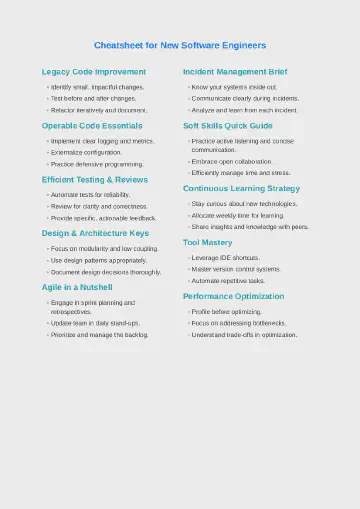 Cheatsheet for New Software Engineers
Legacy Code Improvement
- Identify small, impactful changes.
- Test before and after changes.
- Refactor iteratively and document.
Operable Code Essentials
- Implement clear logging and metrics.
- Externalize configuration.
- Practice defensive programming.
Efficient Testing & Reviews
- Automate tests for reliability.
- Review for clarity and correctness.
- Provide specific, actionable feedback.
Design & Architecture Keys
- Focus on modularity and low coupling.
- Use design patterns appropriately.
- Document design decisions thoroughly.
Agile in a Nutshell
- Engage in sprint planning and
retrospectives.
- Update team in daily stand-ups.
- Prioritize and manage the backlog.
Incident Management Brief
- Know your systems inside out.
- Communicate clearly during incidents.
- Analyze and learn from each incident.
Soft Skills Quick Guide
- Practice active listening and concise
communication.
- Embrace open collaboration.
- Efficiently manage time and stress.
Continuous Learning Strategy
- Stay curious about new technologies.
- Allocate weekly time for learning.
- Share insights and knowledge with peers.
Tool Mastery
- Leverage IDE shortcuts.
- Master version control systems.
- Automate repetitive tasks.
Performance Optimization
- Profile before optimizing.
- Focus on addressing bottlenecks.
- Understand trade-offs in optimization.